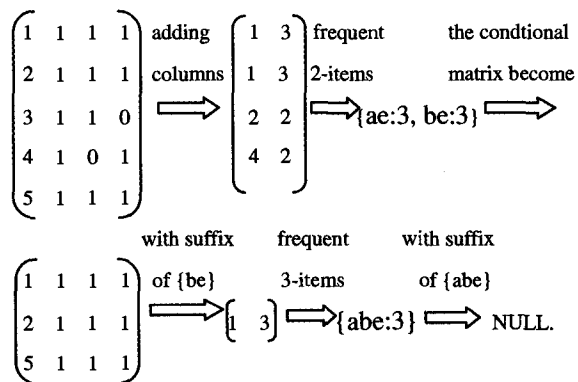 1 1 1 1 adding 1 3 frequent the condtional
2 1 1 1 columns 1 3 2-items matrix become
3 1 1 0 2 2 {ae:3, be:3}
4 1 0 1 4 2
5 1 1 1
with suffix frequent with suffix
1 1 1 1 of {be} 3-items of {abe}
2 1 1 1 1 3 {abe:3} NULL.
5 1 1 1